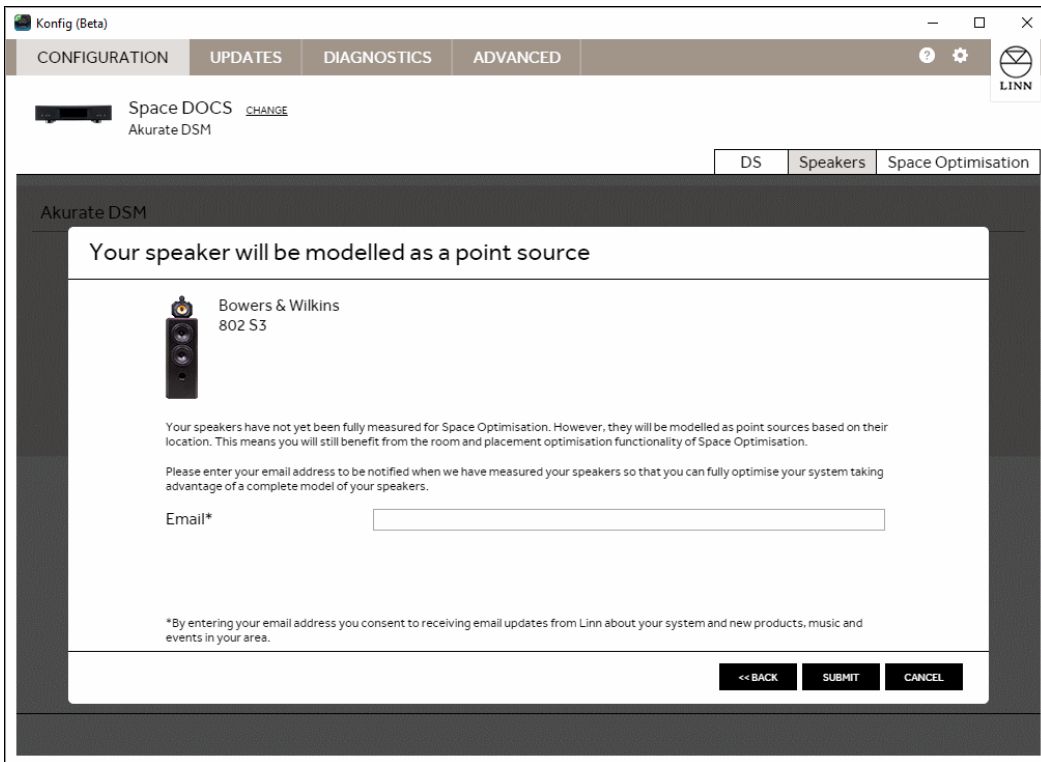 Konfig (Beta)
CONFIGURATION UPDATES DIAGNOSTICS ADVANCED
LINN
Space DOCS CHANGE
Akurate DSM
DS Speakers Space Optimisation
Akurate DSM
Your speaker will be modelled as a point source
Bowers & Wilkins
802 S3
Your speakers have not yet been fully measured for Space Optimisation. However, they will be modelled as point sources based on their
location. This means you will still benefit from the room and placement optimisation functionality of Space Optimisation.
Please enter your email address to be notified when we have measured your speakers so that you can fully optimise your system taking
advantage of a complete model of your speakers.
Email*
*By entering your email address you consent to receiving email updates from Linn about your system and new products, music and
events in your area.
<< BACK SUBMIT CANCEL